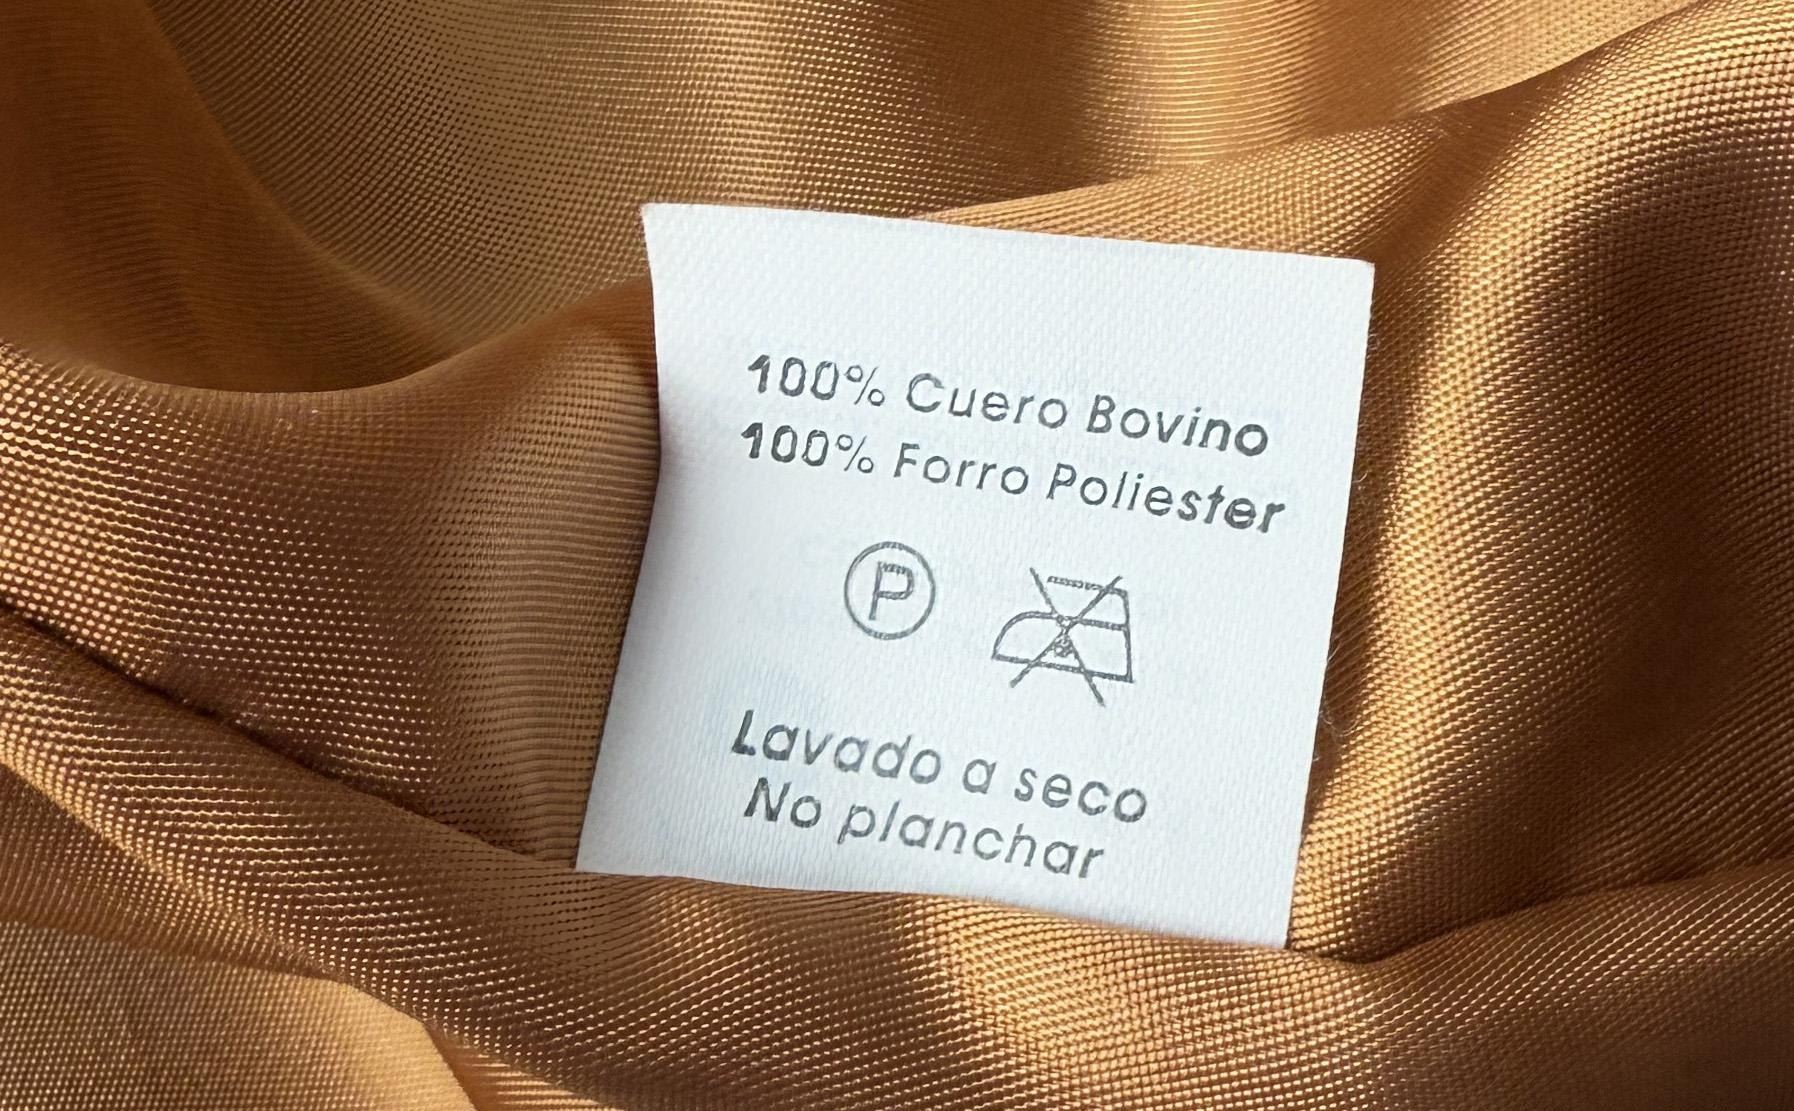 100% Cuero Bovino
100% Forro Poliester
P
Lavado a seco
No planchar